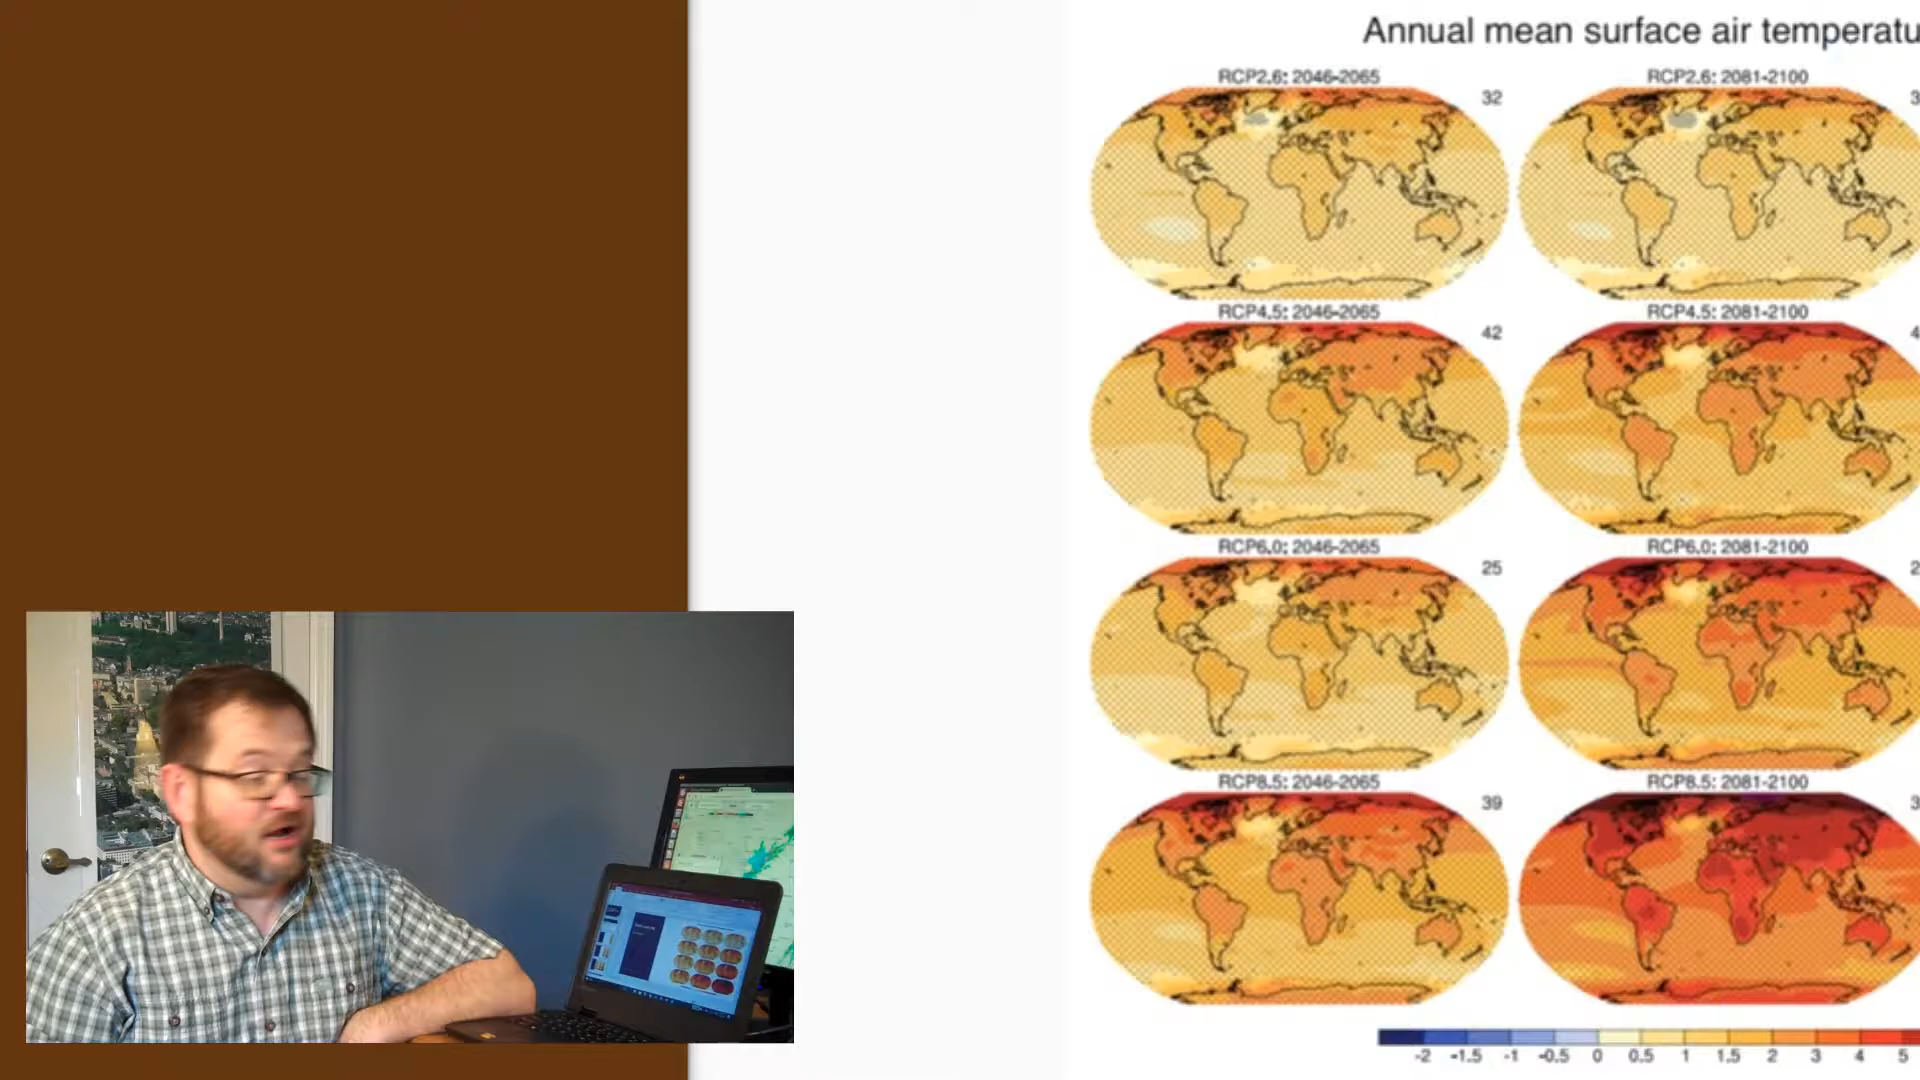 Annual mean surface air temperatu
RCP2.6: 2046-2065
32
RCP2.6: 2081-2100
3
RCP4.5: 2046-2065
42
RCP4.5: 2081-2100
4
RCP6.0: 2046-2065
25
RCP6.0: 2081-2100
2
RCP8.5: 2046-2065
39
RCP8.5: 2081-2100
3
-2 -1.5 -1 -0.5 0 0.5 1 1.5 2 3 4 5